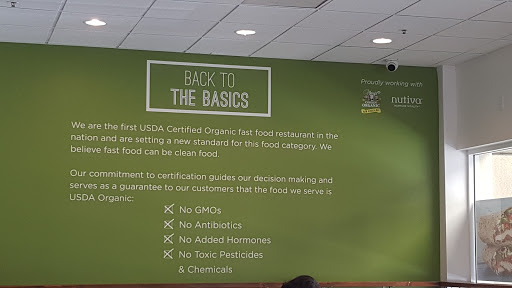 BACK TO
THE BASICS
Proudly working with
ORGANIC
nutiva
We are the first USDA Certified Organic fast food restaurant in the
nation and are setting a new standard for this food category. We
believe fast food can be clean food.
Our commitment to certification guides our decision making and
serves as a guarantee to our customers that the food we serve is
USDA Organic:
No GMOs
No Antibiotics
No Added Hormones
No Toxic Pesticides
& Chemicals